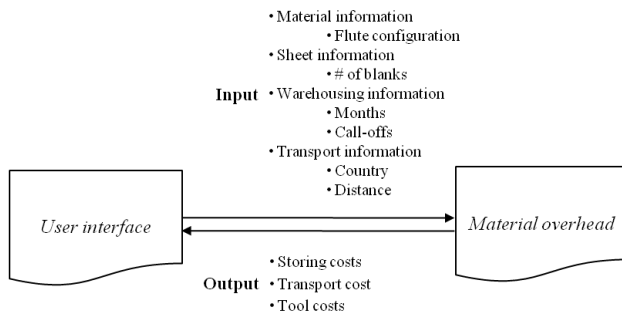 • Material information
• Flute configuration
• Sheet information
• # of blanks
Input • Warehousing information
• Months
• Call-offs
• Transport information
• Country
• Distance
User interface
Material overhead
• Storing costs
Output • Transport cost
• Tool costs